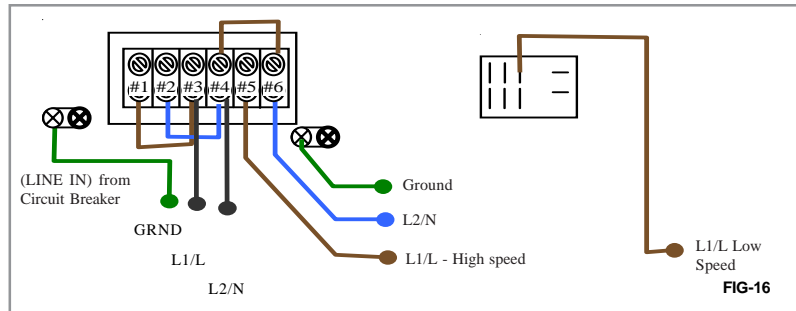 #1 #2 #3 #4 #5 #6
(LINE IN) from
Circuit Breaker
GRND
L1/L
L2/N
Ground
L2/N
L1/L - High speed
L1/L Low
Speed
FIG-16